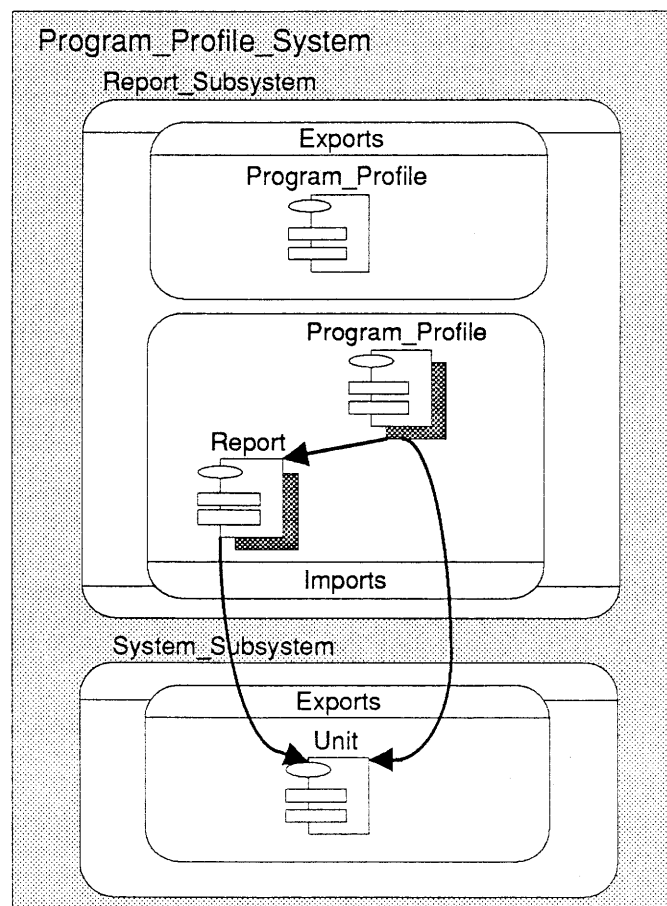 Program_Profile_System
Report_Subsystem
Exports
Program_Profile
Program_Profile
Report
Imports
System_Subsystem
Exports
Unit